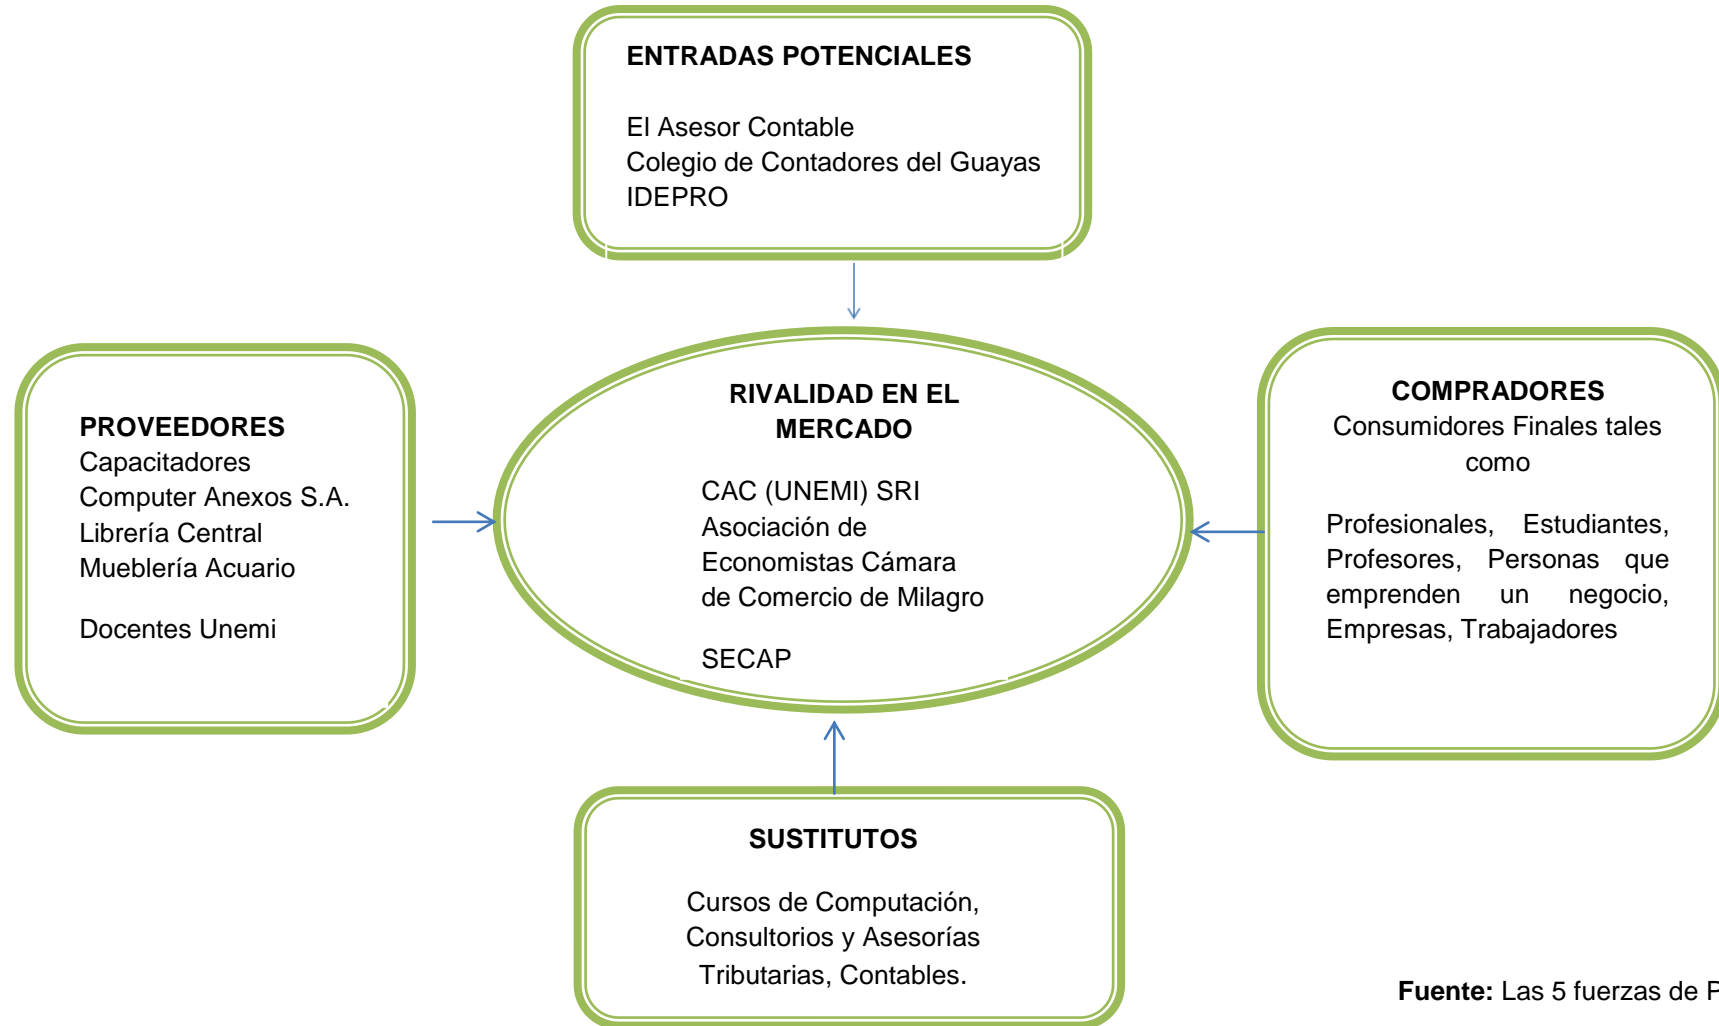 ENTRADAS POTENCIALES
El Asesor Contable
Colegio de Contadores del Guayas
IDEPRO
PROVEEDORES
Capacitadores
Computer Anexos S.A.
Librería Central
Mueblería Acuario
Docentes Unemi
RIVALIDAD EN EL
MERCADO
CAC (UNEMI) SRI
Asociación de
Economistas Cámara
de Comercio de Milagro
SECAP
COMPRADORES
Consumidores Finales tales
como
Profesionales, Estudiantes,
Profesores, Personas que
emprenden un negocio,
Empresas, Trabajadores
SUSTITUTOS
Cursos de Computación,
Consultorios y Asesorías
Tributarias, Contables.
Fuente: Las 5 fuerzas de P